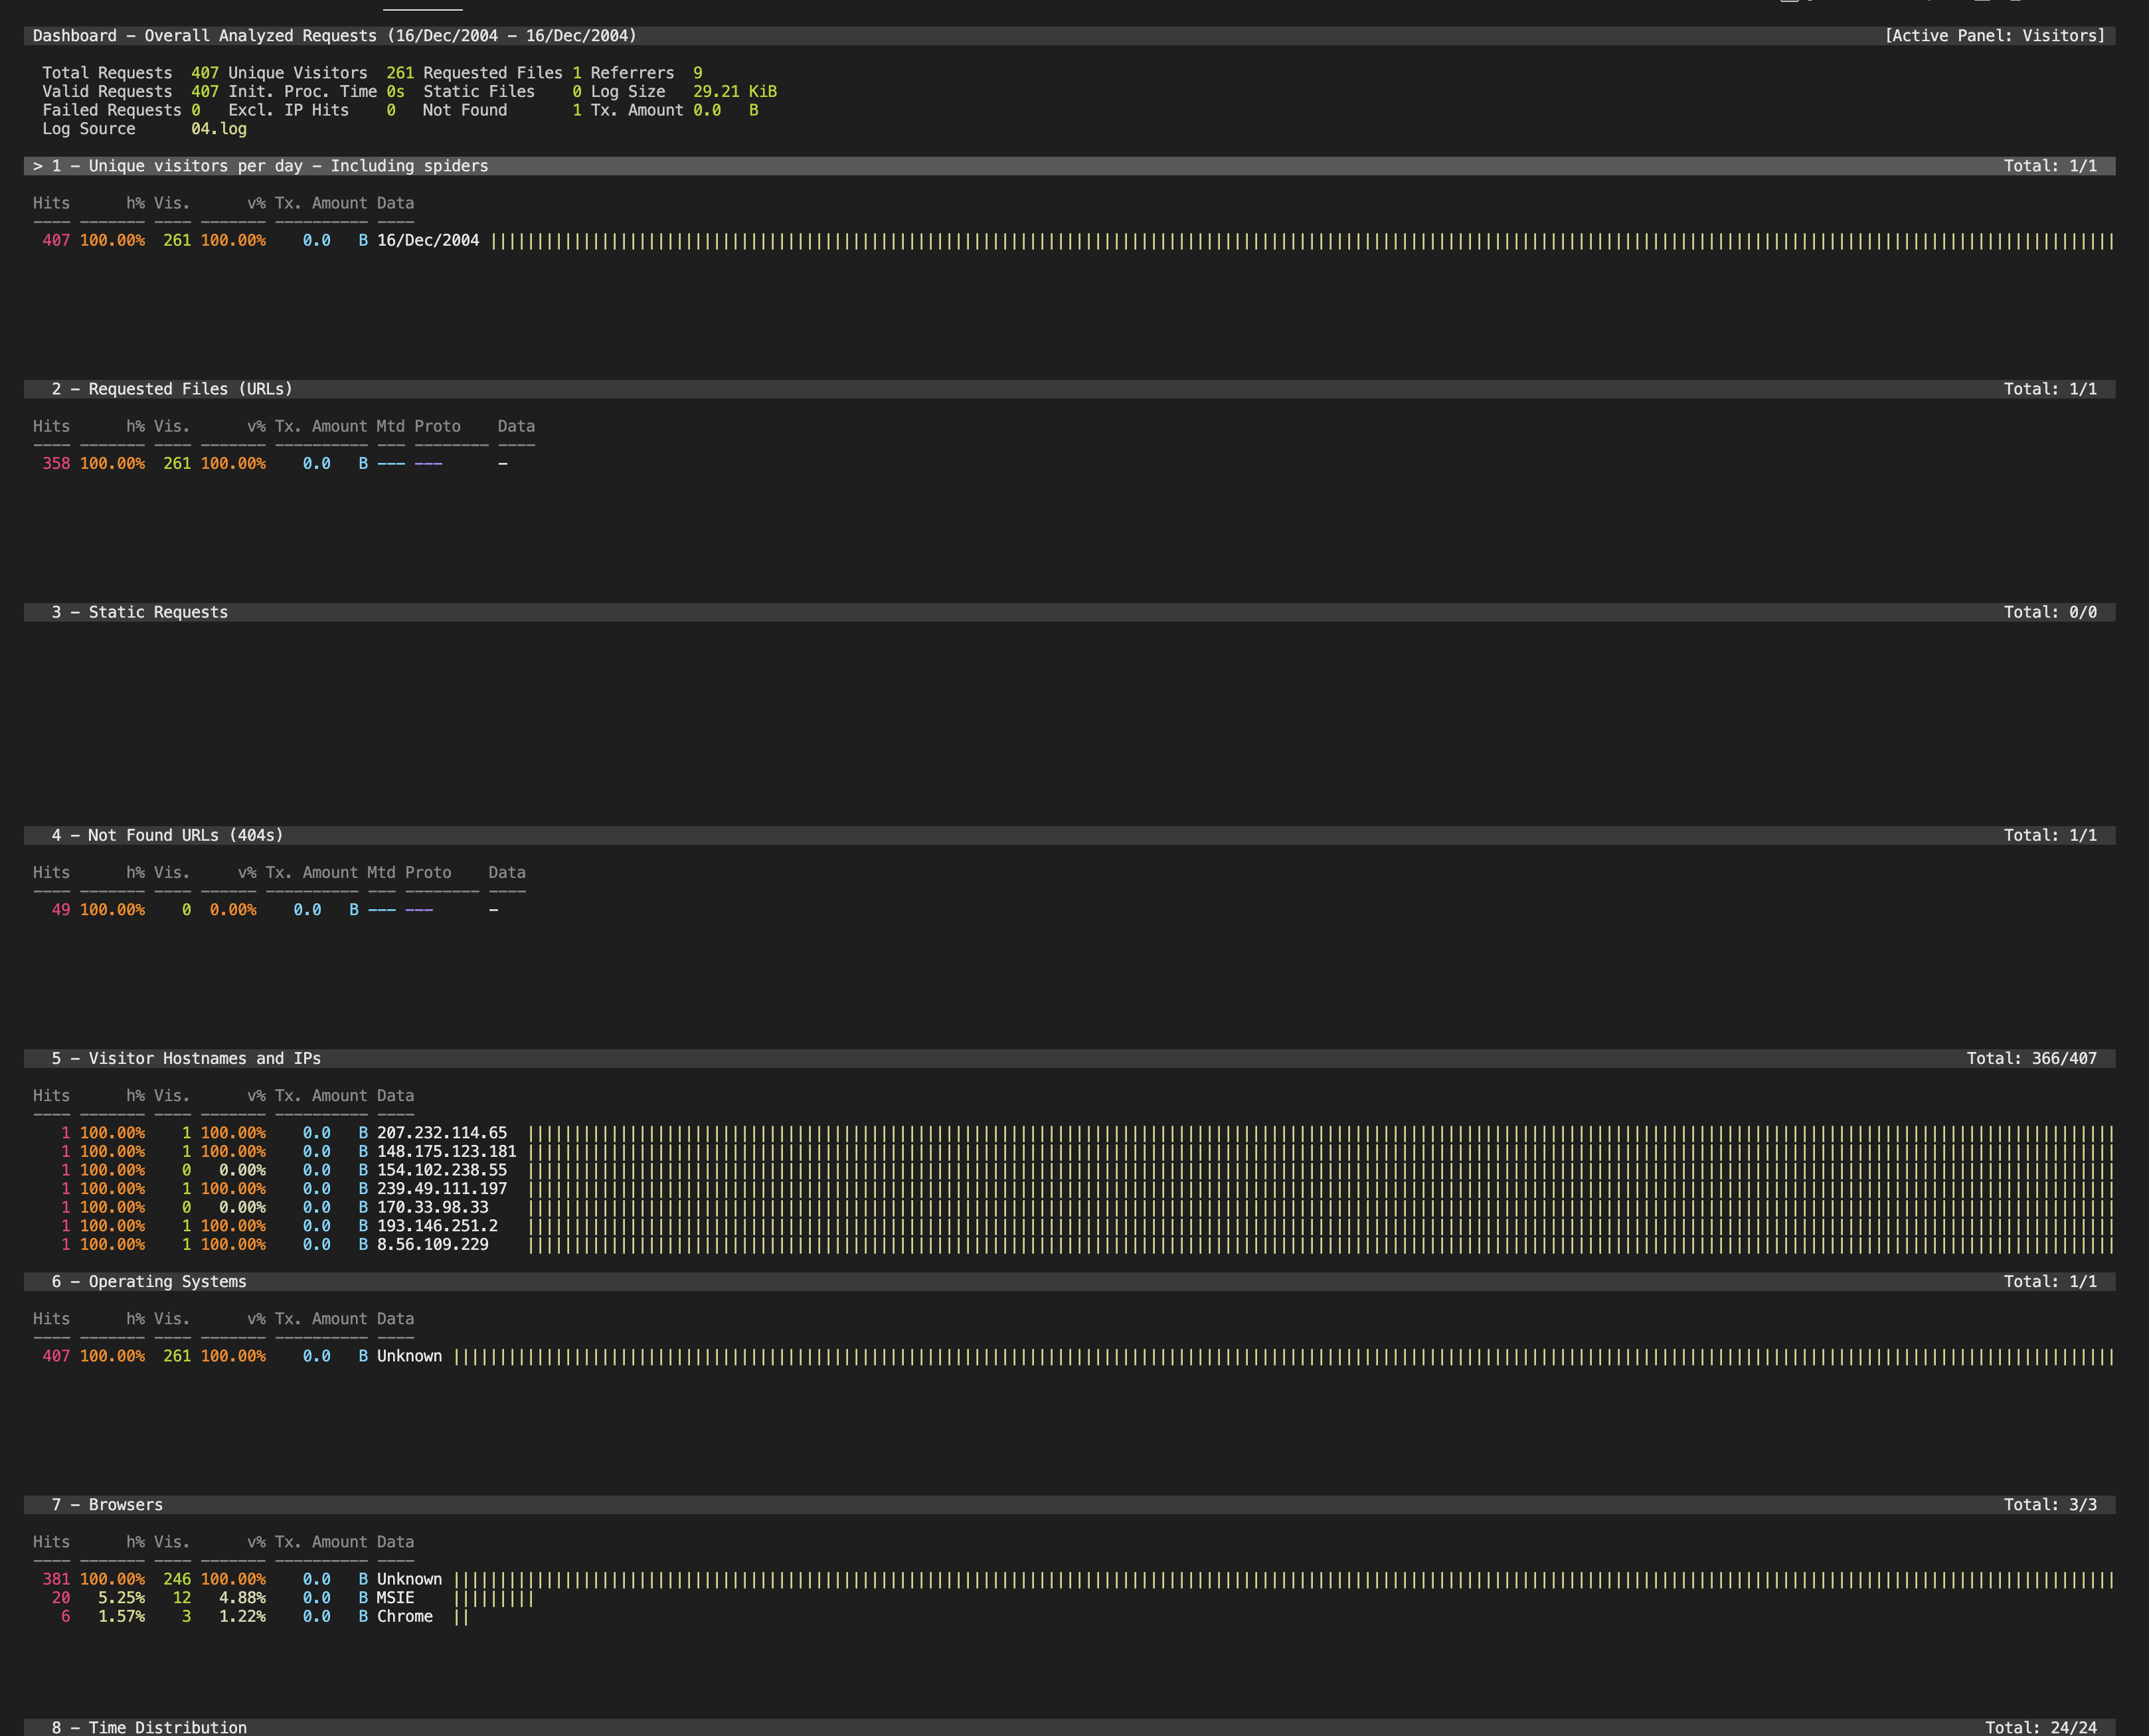 Dashboard - Overall Analyzed Requests (16/Dec/2004 - 16/Dec/2004) [Active Panel: Visitors]
Total Requests 407 Unique Visitors 261 Requested Files 1 Referrers 9
Valid Requests 407 Init. Proc. Time 0s Static Files 0 Log Size 29.21 KiB
Failed Requests 0 Excl. IP Hits 0 Not Found 1 Tx. Amount 0.0 B
Log Source 04.log
> 1 - Unique visitors per day - Including spiders Total: 1/1
Hits h% Vis. v% Tx. Amount Data
---- ------- ---- ------- ---------- ----
407 100.00% 261 100.00% 0.0 B 16/Dec/2004
2 - Requested Files (URLs) Total: 1/1
Hits h% Vis. v% Tx. Amount Mtd Proto Data
---- ------- ---- ------- ---------- --- -------- ----
358 100.00% 261 100.00% 0.0 B --- --- -
3 - Static Requests Total: 0/0
4 - Not Found URLs (404s) Total: 1/1
Hits h% Vis. v% Tx. Amount Mtd Proto Data
---- ------- ---- ------ ---------- --- -------- ----
49 100.00% 0 0.00% 0.0 B --- --- -
5 - Visitor Hostnames and IPs Total: 366/407
Hits h% Vis. v% Tx. Amount Data
---- ------- ---- ------- ---------- ----
1 100.00% 1 100.00% 0.0 B 207.232.114.65
1 100.00% 1 100.00% 0.0 B 148.175.123.181
1 100.00% 0 0.00% 0.0 B 154.102.238.55
1 100.00% 1 100.00% 0.0 B 239.49.111.197
1 100.00% 0 0.00% 0.0 B 170.33.98.33
1 100.00% 1 100.00% 0.0 B 193.146.251.2
1 100.00% 1 100.00% 0.0 B 8.56.109.229
6 - Operating Systems Total: 1/1
Hits h% Vis. v% Tx. Amount Data
---- ------- ---- ------- ---------- ----
407 100.00% 261 100.00% 0.0 B Unknown
7 - Browsers Total: 3/3
Hits h% Vis. v% Tx. Amount Data
---- ------- ---- ------- ---------- ----
381 100.00% 246 100.00% 0.0 B Unknown
20 5.25% 12 4.88% 0.0 B MSIE
6 1.57% 3 1.22% 0.0 B Chrome
8 - Time Distribution Total: 24/24